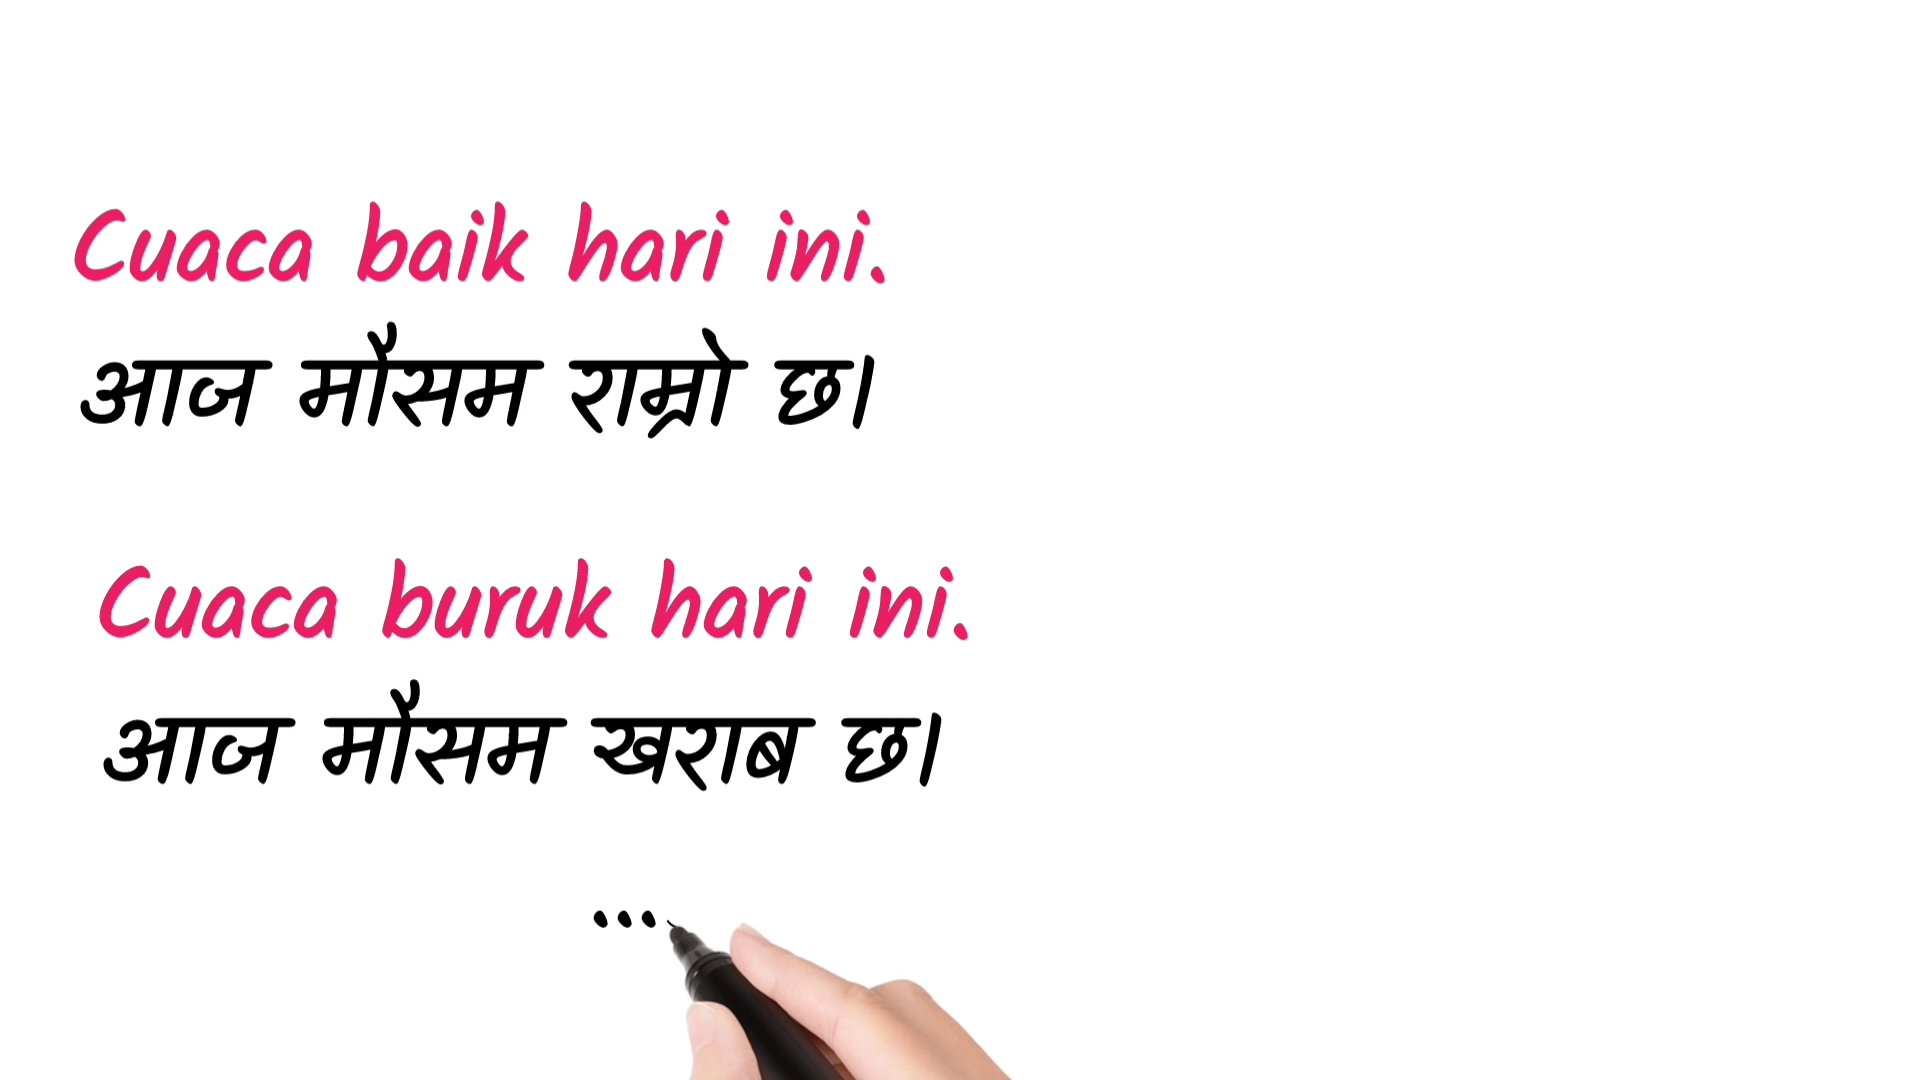 Cuaca baik hari ini.
आज मौसम राम्रो छ।
Cuaca buruk hari ini.
आज मौसम खराब छ।
...